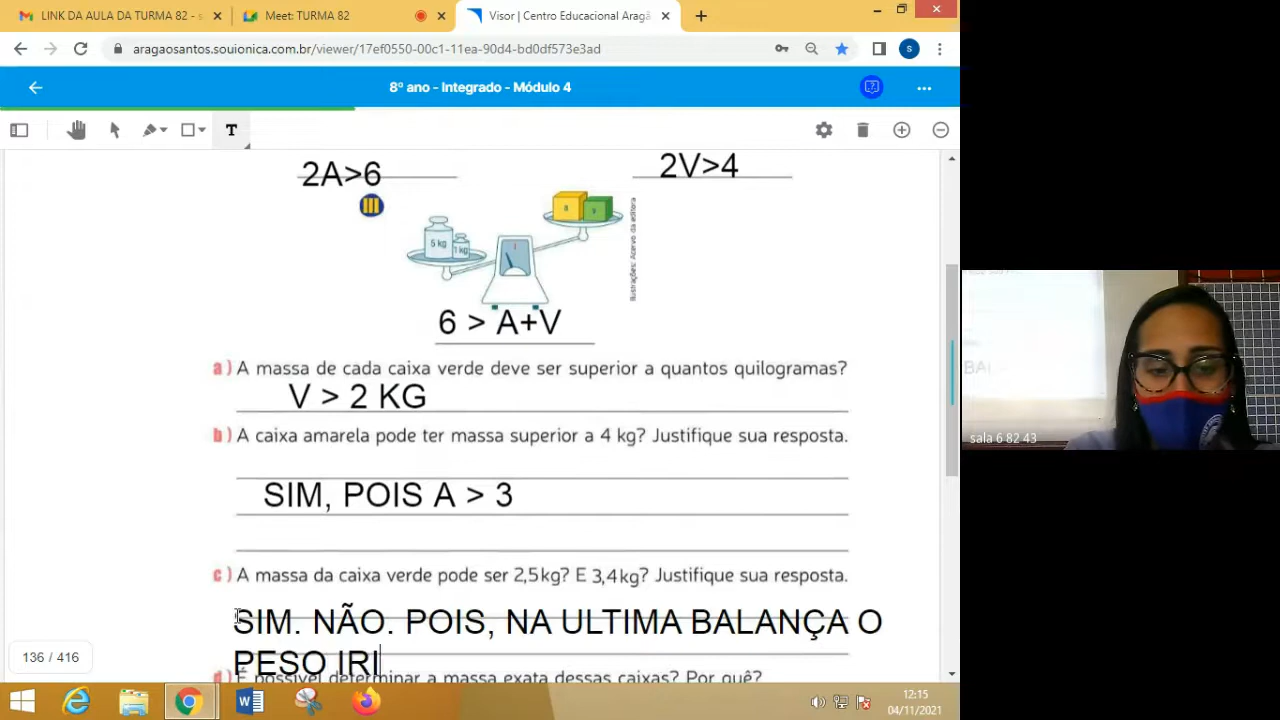 LINK DA AULA DA TURMA 82 - s
Meet: TURMA 82
Visor | Centro Educacional Aragã
aragaosantos.souionica.com.br/viewer/17ef0550-00c1-11ea-90d4-bd0df573e3ad
S
8º ano - Integrado - Módulo 4
T
2A>6
2V>4
III
5 kg
1 kg
Ilustrações: Acervo da editora
6 > A+V
a) A massa de cada caixa verde deve ser superior a quantos quilogramas?
V > 2 KG
b) A caixa amarela pode ter massa superior a 4 kg? Justifique sua resposta.
SIM, POIS A > 3
c) A massa da caixa verde pode ser 2,5kg? E 3,4kg? Justifique sua resposta.
SIM. NÃO. POIS, NA ULTIMA BALANÇA O
PESO IRI
d) É possível determinar a massa exata dessas caixas? Por quê?
136 / 416
sala 6 82 43
12:15
04/11/2021